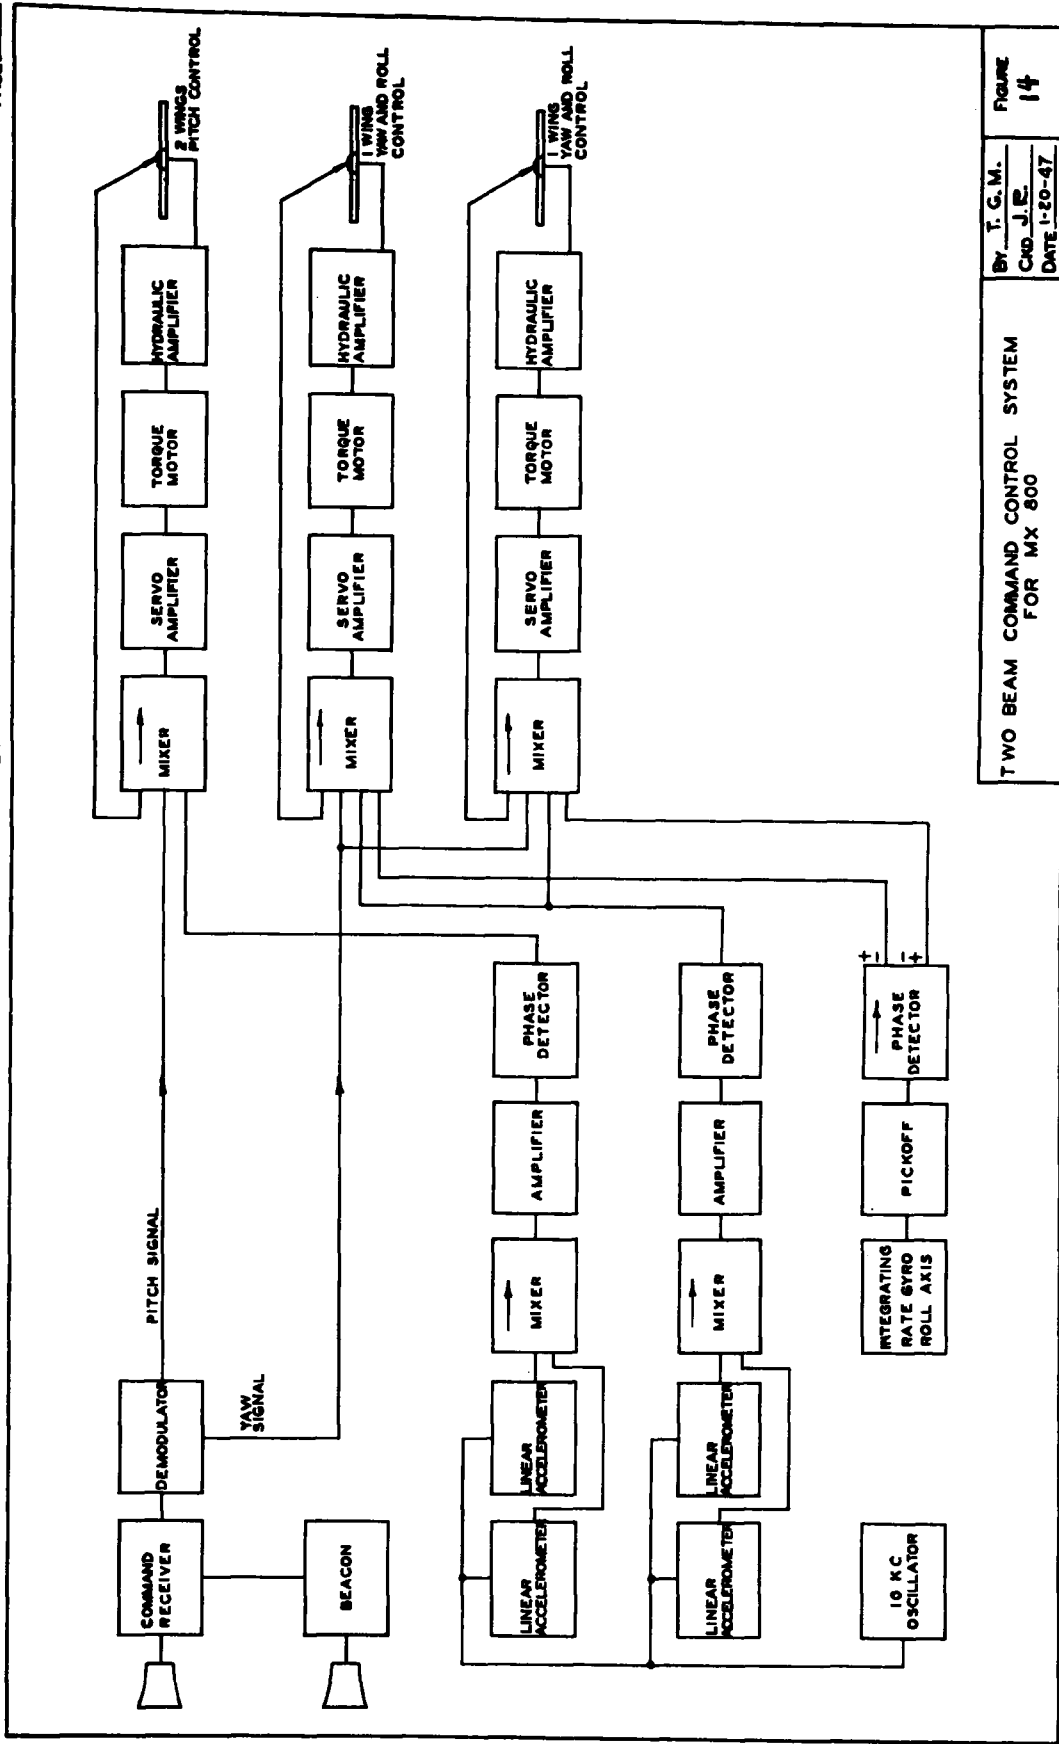 COMMAND
RECEIVER
DEMODULATOR
PITCH SIGNAL
YAW
SIGNAL
MIXER
SERVO
AMPLIFIER
TORQUE
MOTOR
HYDRAULIC
AMPLIFIER
2 WINGS
PITCH CONTROL
BEACON
MIXER
SERVO
AMPLIFIER
TORQUE
MOTOR
HYDRAULIC
AMPLIFIER
1 WING
YAW AND ROLL
CONTROL
LINEAR
ACCELEROMETER
LINEAR
ACCELEROMETER
MIXER
AMPLIFIER
PHASE
DETECTOR
MIXER
SERVO
AMPLIFIER
TORQUE
MOTOR
HYDRAULIC
AMPLIFIER
1 WING
YAW AND ROLL
CONTROL
LINEAR
ACCELEROMETER
LINEAR
ACCELEROMETER
MIXER
AMPLIFIER
PHASE
DETECTOR
10 KC
OSCILLATOR
INTEGRATING
RATE GYRO
ROLL AXIS
PICKOFF
PHASE
DETECTOR
+
-
-
+
TWO BEAM COMMAND CONTROL SYSTEM
FOR MX 800
BY T. G. M.
CKD J.R.
DATE 1-20-47
FIGURE
14